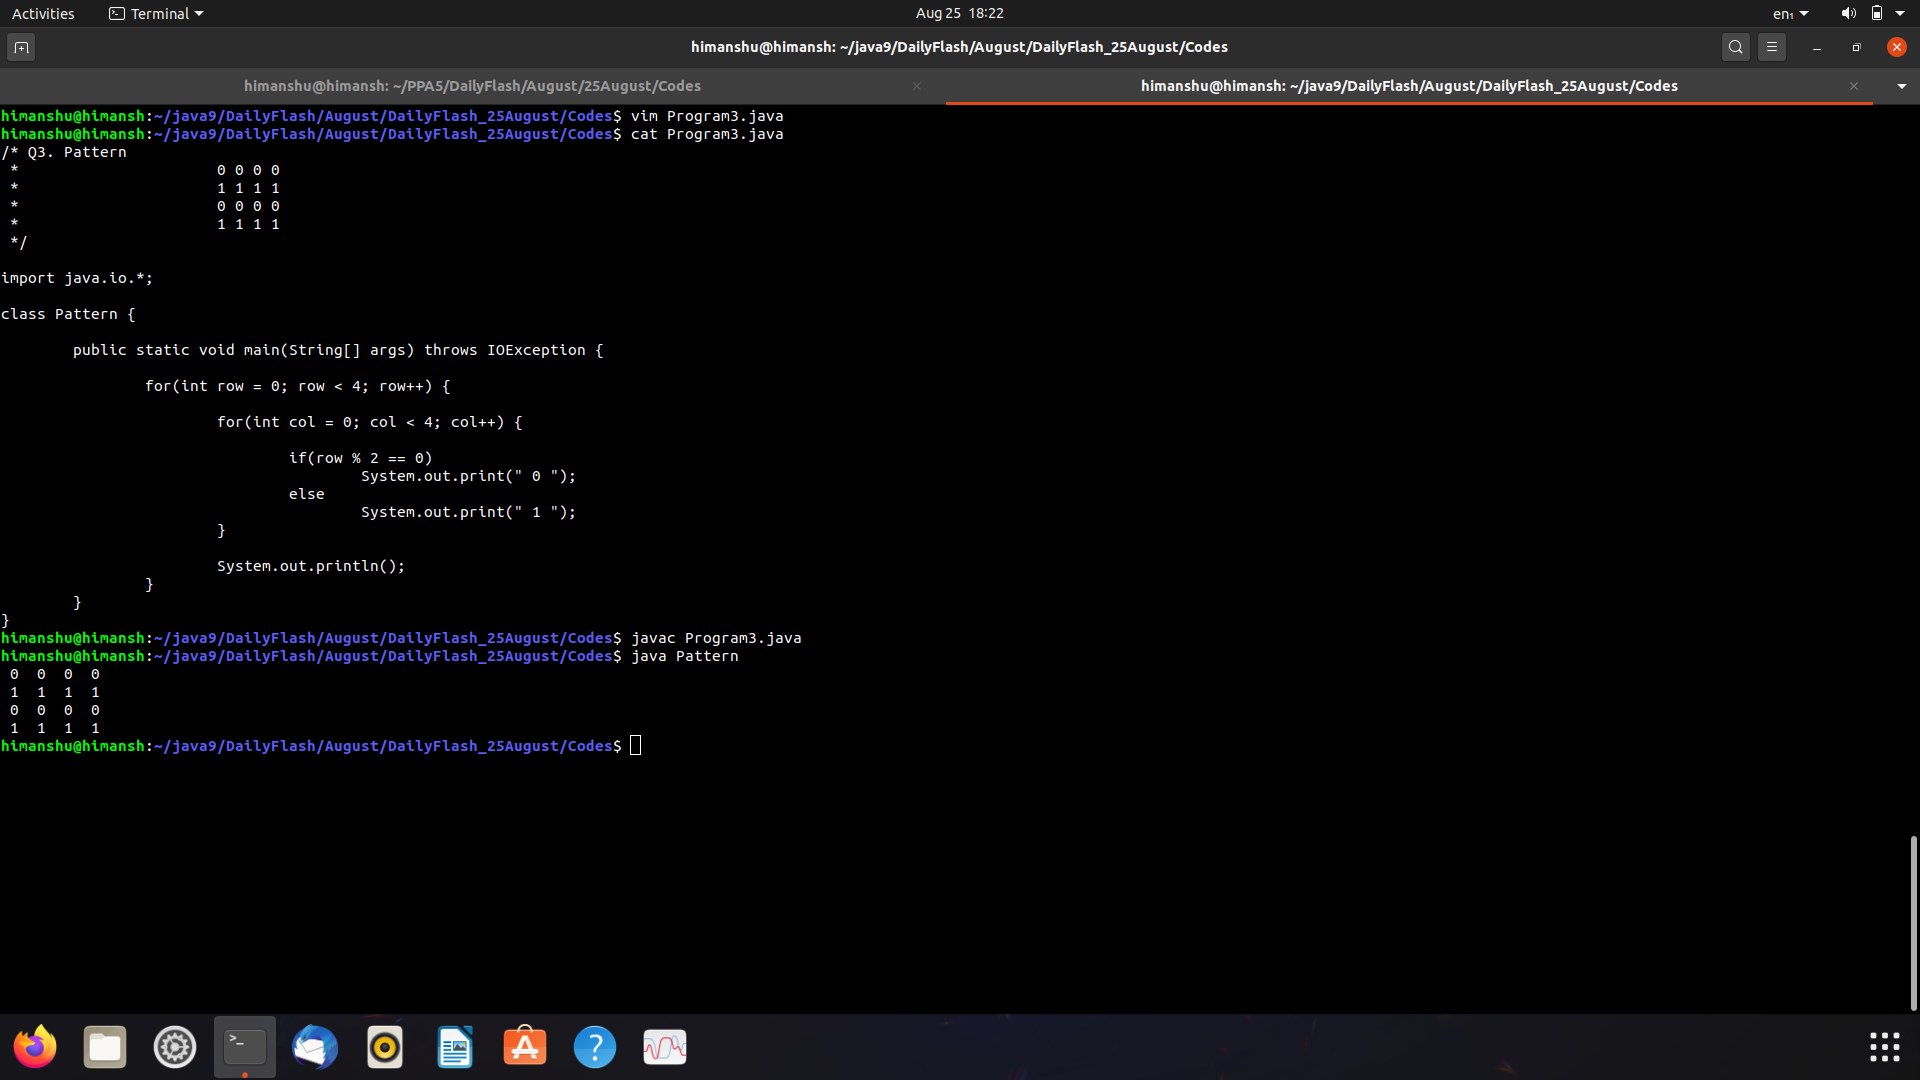 Activities Terminal Aug 25 18:22 en₁
himanshu@himansh: ~/java9/DailyFlash/August/DailyFlash_25August/Codes
himanshu@himansh: ~/PPA5/DailyFlash/August/25August/Codes himanshu@himansh: ~/java9/DailyFlash/August/DailyFlash_25August/Codes
himanshu@himansh:~/java9/DailyFlash/August/DailyFlash_25August/Codes$ vim Program3.java
himanshu@himansh:~/java9/DailyFlash/August/DailyFlash_25August/Codes$ cat Program3.java
/* Q3. Pattern
 *                      0 0 0 0
 *                      1 1 1 1
 *                      0 0 0 0
 *                      1 1 1 1
 */
import java.io.*;
class Pattern {
        public static void main(String[] args) throws IOException {
                for(int row = 0; row < 4; row++) {
                        for(int col = 0; col < 4; col++) {
                                if(row % 2 == 0)
                                        System.out.print(" 0 ");
                                else
                                        System.out.print(" 1 ");
                        }
                        System.out.println();
                }
        }
}
himanshu@himansh:~/java9/DailyFlash/August/DailyFlash_25August/Codes$ javac Program3.java
himanshu@himansh:~/java9/DailyFlash/August/DailyFlash_25August/Codes$ java Pattern
 0  0  0  0
 1  1  1  1
 0  0  0  0
 1  1  1  1
himanshu@himansh:~/java9/DailyFlash/August/DailyFlash_25August/Codes$